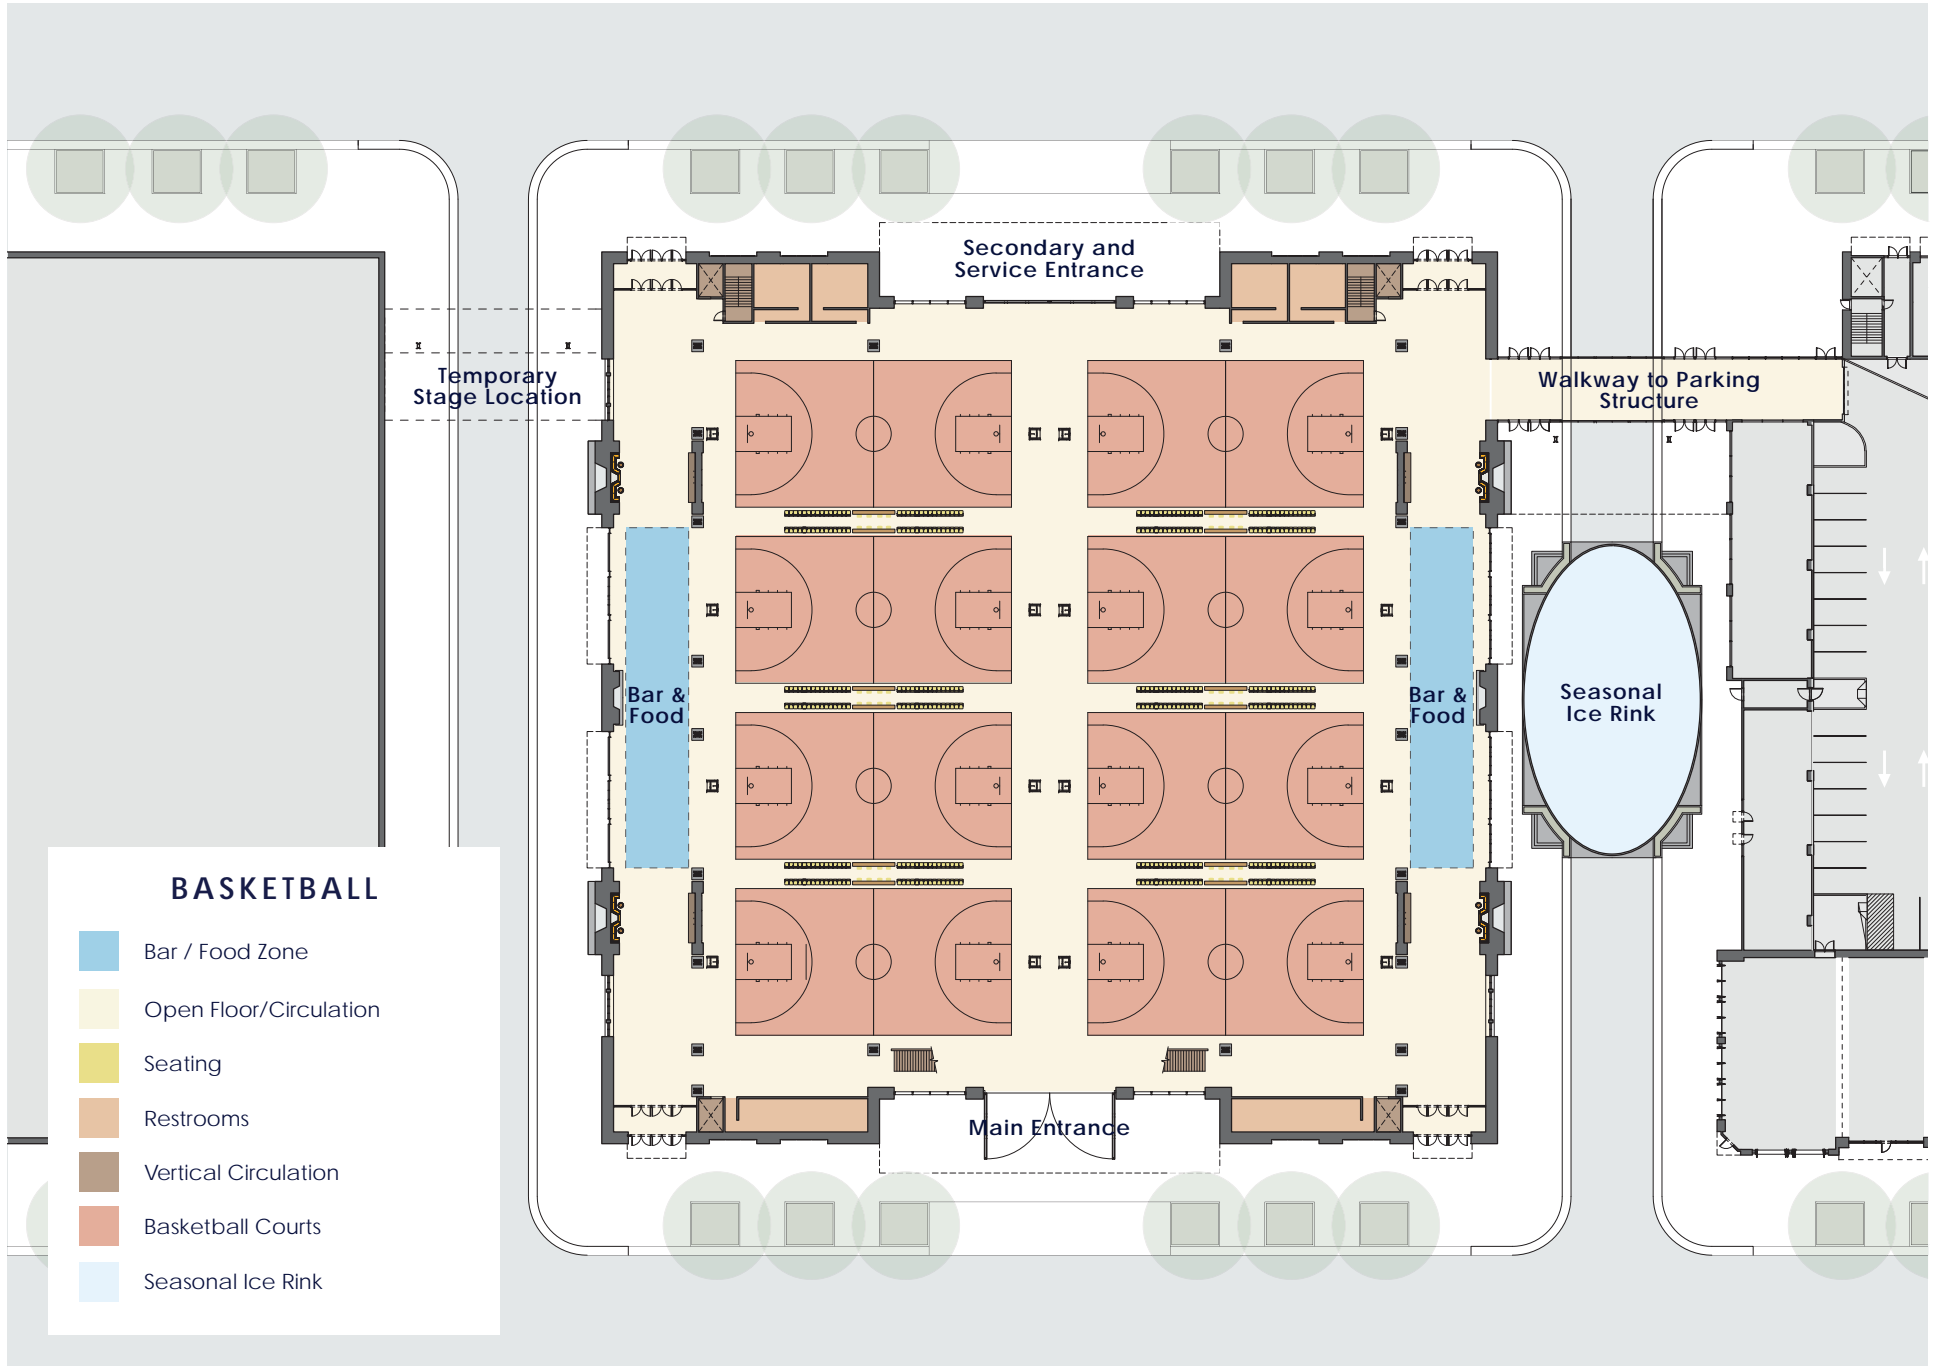 Secondary and
Service Entrance
Temporary
Stage Location
Walkway to Parking
Structure
Bar &
Food
Bar &
Food
Seasonal
Ice Rink
Main Entrance
BASKETBALL
Bar / Food Zone
Open Floor/Circulation
Seating
Restrooms
Vertical Circulation
Basketball Courts
Seasonal Ice Rink